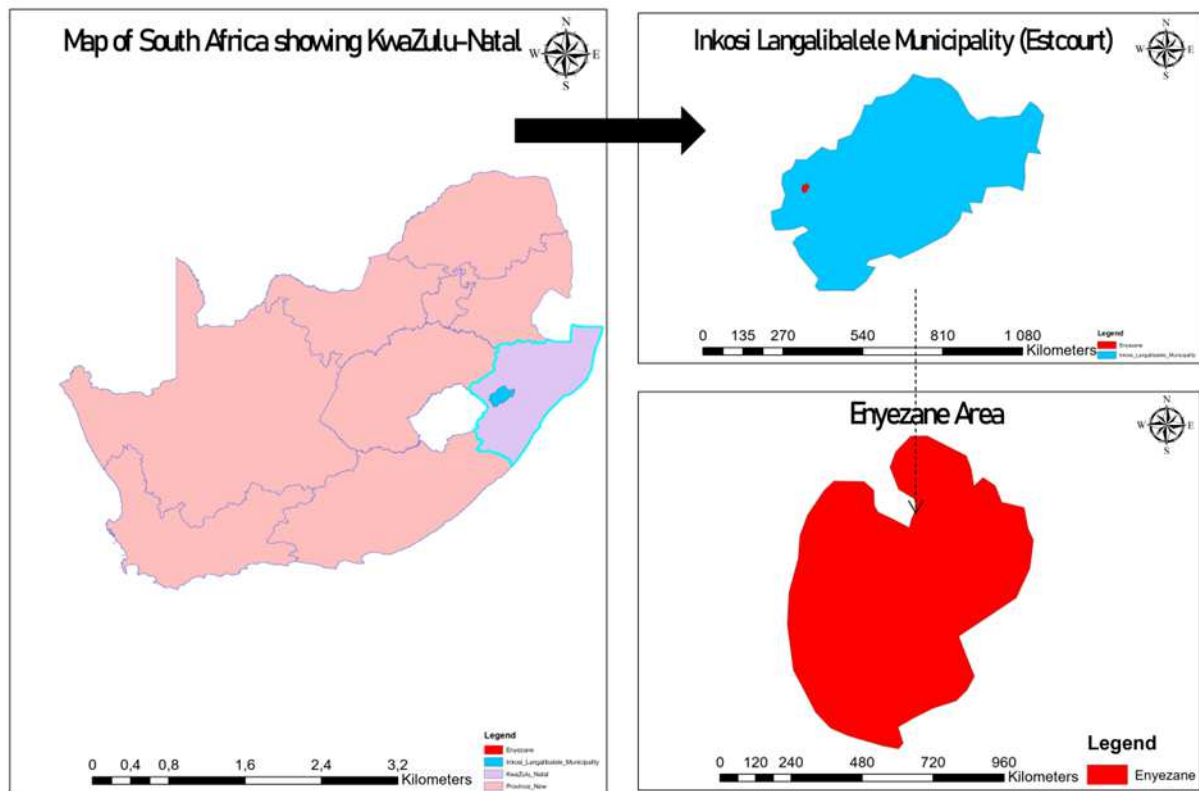 Map of South Africa showing KwaZulu-Natal
N
W E
S
Legend
Enyezane
Inkosi_Langalibalele_Municipality
KwaZulu_Natal
Province_New
0 0,4 0,8 1,6 2,4 3,2
Kilometers
Inkosi Langalibalele Municipality (Estcourt)
N
W E
S
0 135 270 540 810 1 080
Kilometers
Legend
Enyezane
Inkosi_Langalibalele_Municipality
Enyezane Area
N
W E
S
0 120 240 480 720 960
Kilometers
Legend
Enyezane